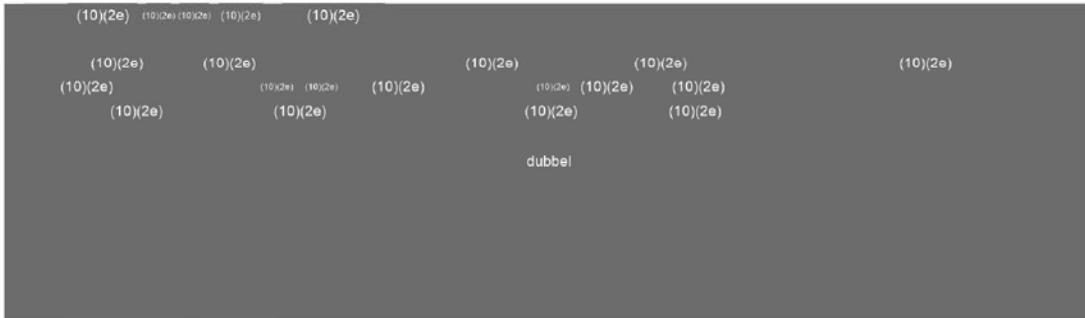 (10)(2e) (10)(2e) (10)(2e) (10)(2e) (10)(2e)
(10)(2e) (10)(2e) (10)(2e) (10)(2e) (10)(2e)
(10)(2e) (10)(2e) (10)(2e) (10)(2e) (10)(2e) (10)(2e) (10)(2e)
(10)(2e) (10)(2e) (10)(2e) (10)(2e)
dubbel